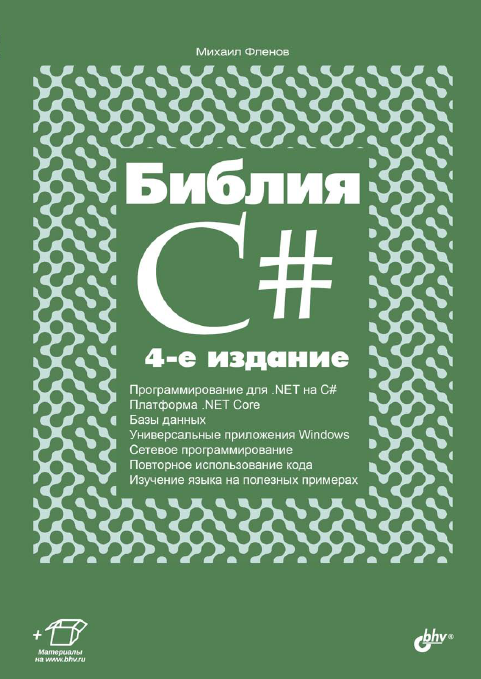 Михаил Фленов
Библия
C#
4-е издание
Программирование для .NET на C#
Платформа .NET Core
Базы данных
Универсальные приложения Windows
Сетевое программирование
Повторное использование кода
Изучение языка на полезных примерах
+
Материалы
на www.bhv.ru
bhv®